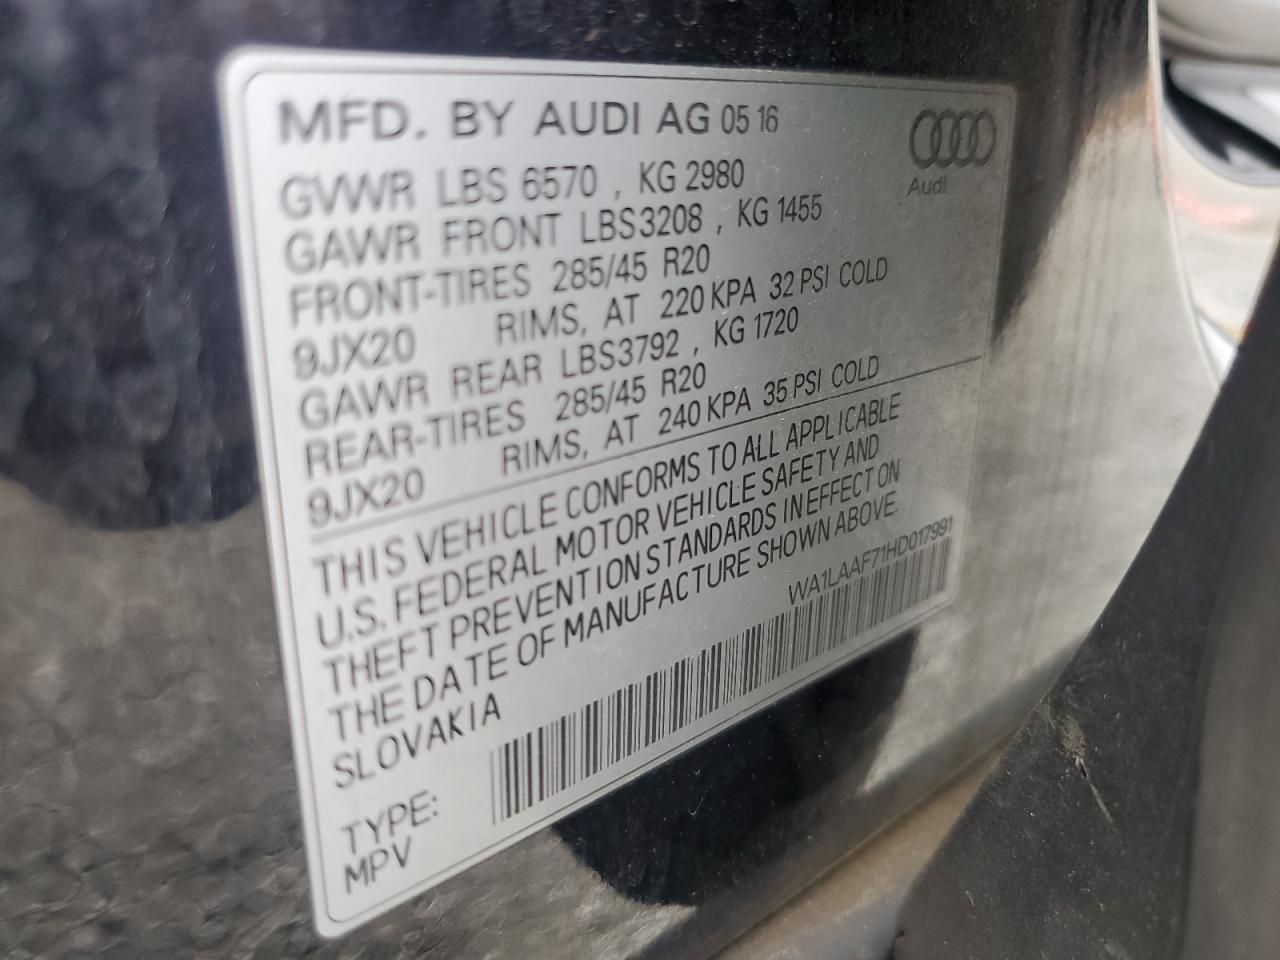 MFD. BY AUDI AG 05 16
Audi
GVWR LBS 6570 , KG 2980
GAWR FRONT LBS3208 , KG 1455
FRONT-TIRES 285/45 R20
9JX20 RIMS, AT 220 KPA 32 PSI COLD
GAWR REAR LBS3792 , KG 1720
REAR-TIRES 285/45 R20
9JX20 RIMS, AT 240 KPA 35 PSI COLD
THIS VEHICLE CONFORMS TO ALL APPLICABLE
U.S. FEDERAL MOTOR VEHICLE SAFETY AND
THEFT PREVENTION STANDARDS IN EFFECT ON
THE DATE OF MANUFACTURE SHOWN ABOVE.
SLOVAKIA
WA1LAAF71HD017991
TYPE:
MPV